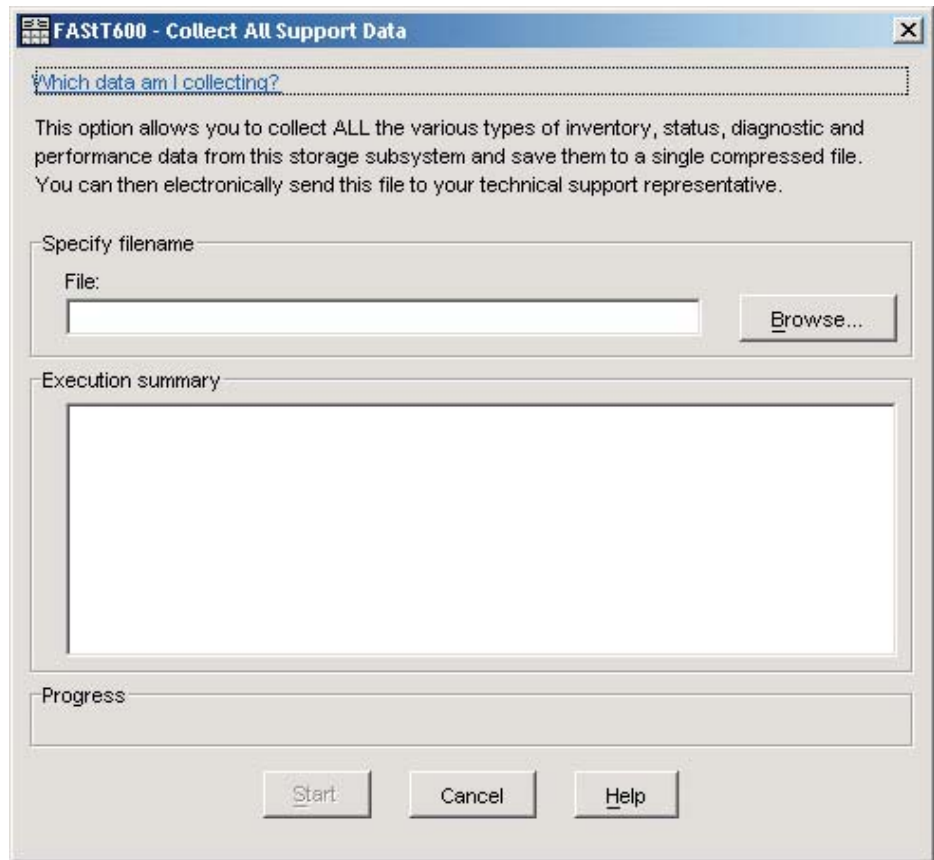 FAStT600 - Collect All Support Data
Which data am I collecting?
This option allows you to collect ALL the various types of inventory, status, diagnostic and
performance data from this storage subsystem and save them to a single compressed file.
You can then electronically send this file to your technical support representative.
Specify filename
File:
Browse...
Execution summary
Progress
Start Cancel Help